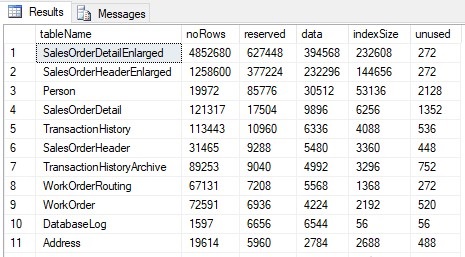 Results Messages
tableName noRows reserved data indexSize unused
1 SalesOrderDetailEnlarged 4852680 627448 394568 232608 272
2 SalesOrderHeaderEnlarged 1258600 377224 232296 144656 272
3 Person 19972 85776 30512 53136 2128
4 SalesOrderDetail 121317 17504 9896 6256 1352
5 TransactionHistory 113443 10960 6336 4088 536
6 SalesOrderHeader 31465 9288 5480 3360 448
7 TransactionHistoryArchive 89253 9040 4992 3296 752
8 WorkOrderRouting 67131 7208 5568 1368 272
9 WorkOrder 72591 6936 4224 2192 520
10 DatabaseLog 1597 6656 6544 56 56
11 Address 19614 5960 2784 2688 488